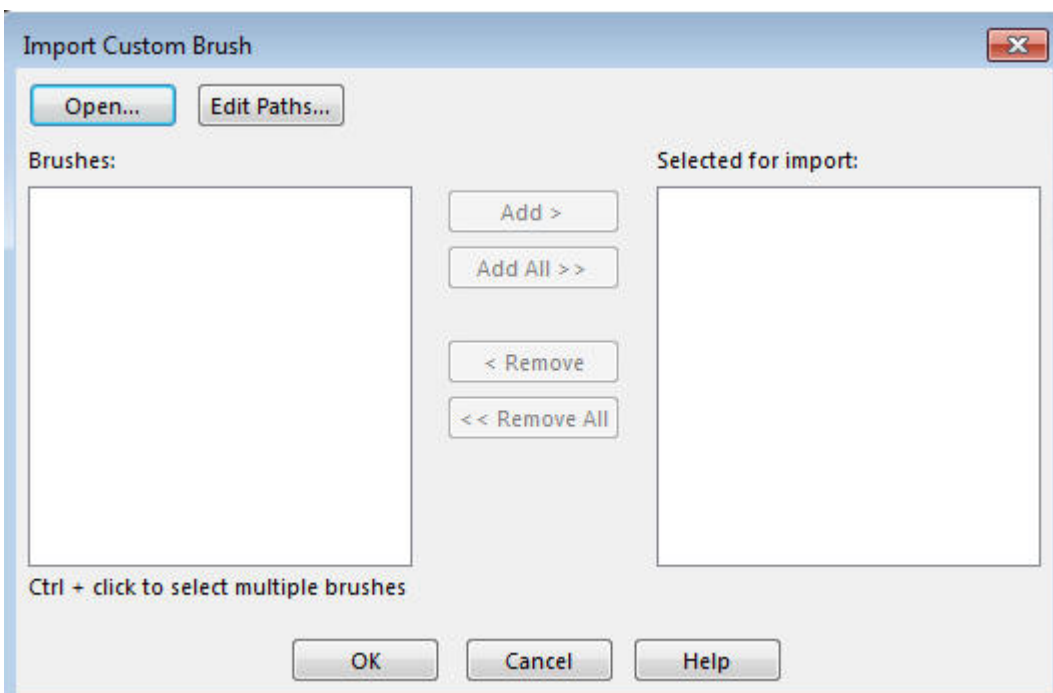 Import Custom Brush
Open... Edit Paths...
Brushes: Selected for import:
Add >
Add All >>
< Remove
<< Remove All
Ctrl + click to select multiple brushes
OK Cancel Help